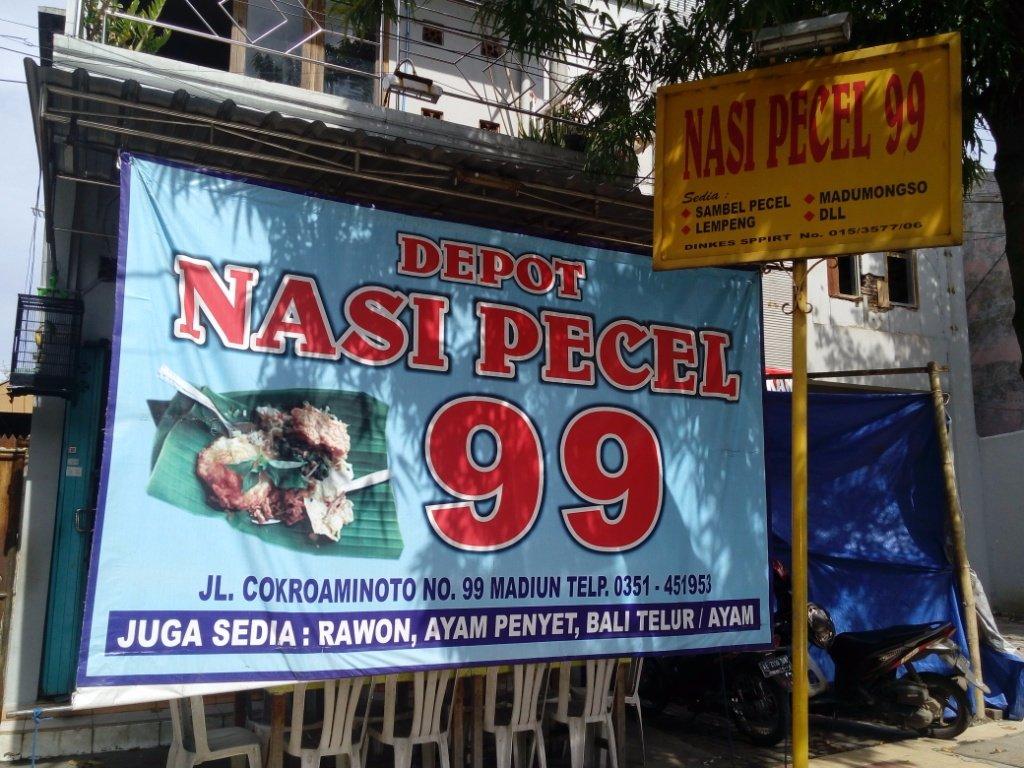 DEPOT
NASI PECEL
99
JL. COKROAMINOTO NO. 99 MADIUN TELP. 0351 - 451953
JUGA SEDIA : RAWON, AYAM PENYET, BALI TELUR / AYAM
NASI PECEL 99
Sedia :
SAMBEL PECEL
LEMPENG
MADUMONGSO
DLL
DINKES SPPIRT No. 015/3577/06